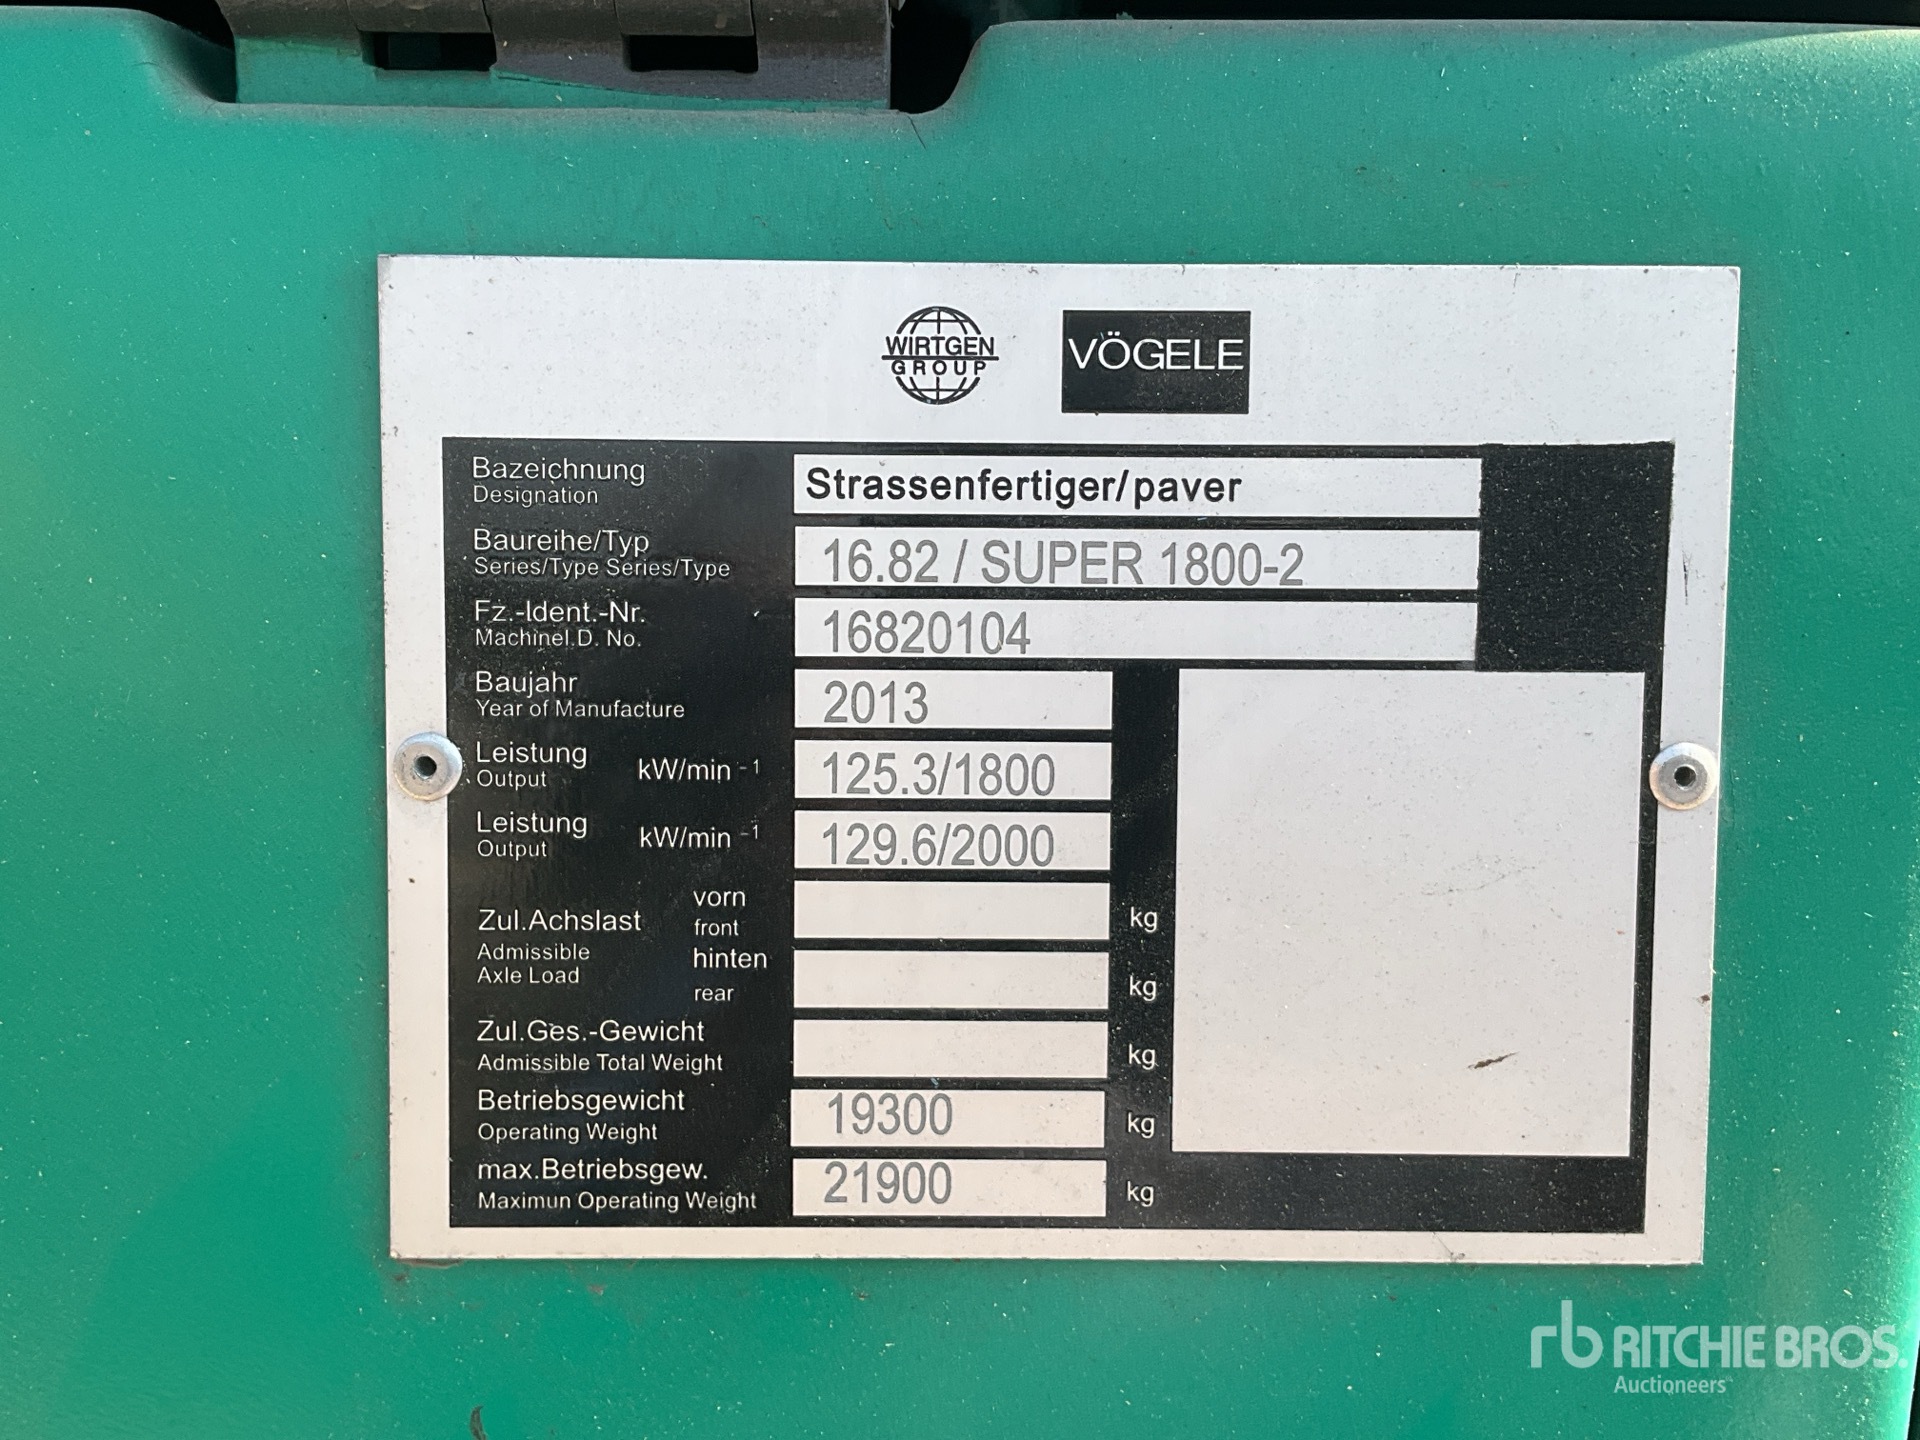 WIRTGEN
GROUP
VÖGELE
Bazeichnung
Designation
Strassenfertiger/paver
Baureihe/Typ
Series/Type Series/Type
16.82 / SUPER 1800-2
Fz.-Ident.-Nr.
MachineI.D. No.
16820104
Baujahr
Year of Manufacture
2013
Leistung
Output
kW/min -1
125.3/1800
Leistung
Output
kW/min -1
129.6/2000
Zul.Achslast
Admissible
Axle Load
vorn
front
kg
hinten
rear
kg
Zul.Ges.-Gewicht
Admissible Total Weight
kg
Betriebsgewicht
Operating Weight
19300
kg
max.Betriebsgew.
Maximun Operating Weight
21900
kg
rb RITCHIE BROS.
Auctioneers